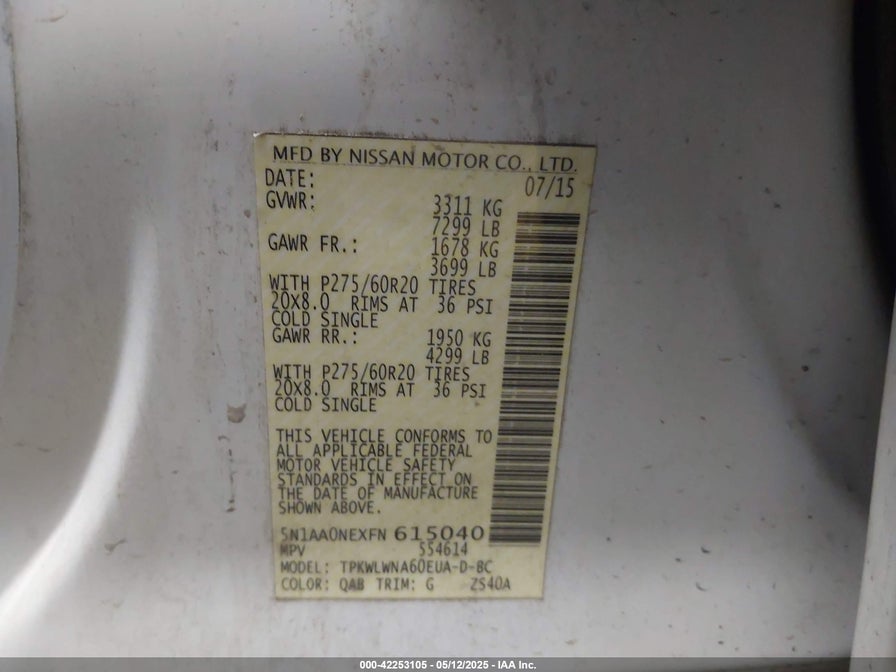 MFD BY NISSAN MOTOR CO., LTD.
DATE: 07/15
GVWR: 3311 KG
7299 LB
GAWR FR.: 1678 KG
3699 LB
WITH P275/60R20 TIRES
20X8.0 RIMS AT 36 PSI
COLD SINGLE
GAWR RR.: 1950 KG
4299 LB
WITH P275/60R20 TIRES
20X8.0 RIMS AT 36 PSI
COLD SINGLE
THIS VEHICLE CONFORMS TO
ALL APPLICABLE FEDERAL
MOTOR VEHICLE SAFETY
STANDARDS IN EFFECT ON
THE DATE OF MANUFACTURE
SHOWN ABOVE.
5N1AA0NEXFN 615040
MPV 554614
MODEL: TPKWLWNA60EUA-D-BC
COLOR: QAB TRIM: G ZS40A
000-42253105 - 05/12/2025 - IAA Inc.